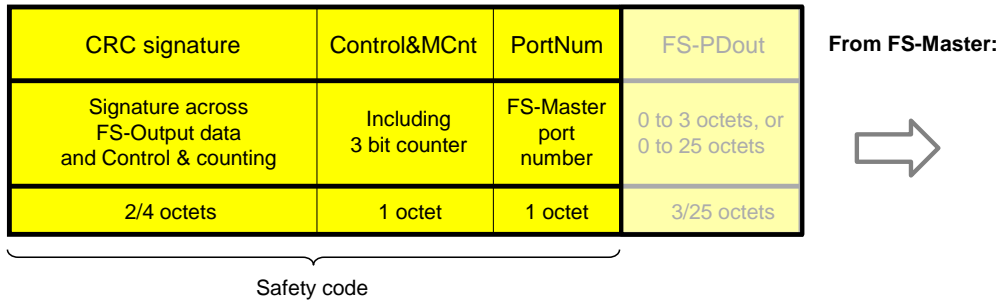 CRC signature
Control&MCnt
PortNum
FS-PDout
From FS-Master:
Signature across
FS-Output data
and Control & counting
Including
3 bit counter
FS-Master
port
number
0 to 3 octets, or
0 to 25 octets
2/4 octets
1 octet
1 octet
3/25 octets
Safety code